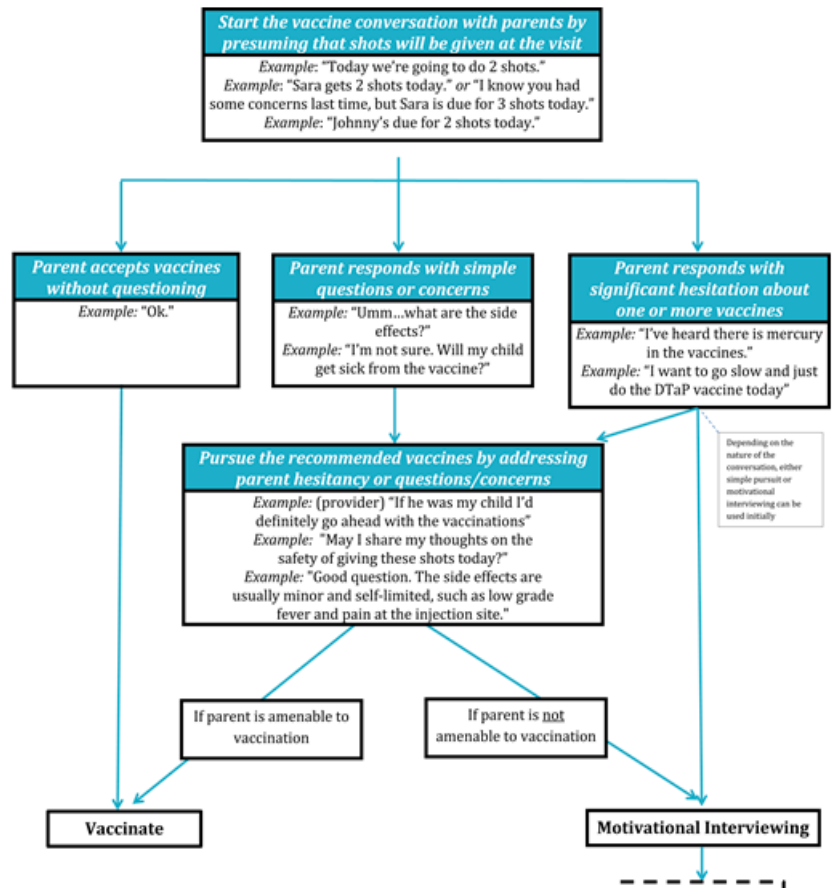 Start the vaccine conversation with parents by
presuming that shots will be given at the visit
Example: “Today we’re going to do 2 shots.”
Example: “Sara gets 2 shots today.” or “I know you had
some concerns last time, but Sara is due for 3 shots today.”
Example: “Johnny’s due for 2 shots today.”
Parent accepts vaccines
without questioning
Example: “Ok.”
Parent responds with simple
questions or concerns
Example: “Umm…what are the side
effects?”
Example: “I’m not sure. Will my child
get sick from the vaccine?”
Parent responds with
significant hesitation about
one or more vaccines
Example: “I’ve heard there is mercury
in the vaccines.”
Example: “I want to go slow and just
do the DTaP vaccine today”
Depending on the
nature of the
conversation, either
simple pursuit or
motivational
interviewing can be
used initially
Pursue the recommended vaccines by addressing
parent hesitancy or questions/concerns
Example: (provider) “If he was my child I’d
definitely go ahead with the vaccinations”
Example: “May I share my thoughts on the
safety of giving these shots today?”
Example: “Good question. The side effects are
usually minor and self-limited, such as low grade
fever and pain at the injection site.”
If parent is amenable to
vaccination
If parent is not
amenable to vaccination
Vaccinate
Motivational Interviewing